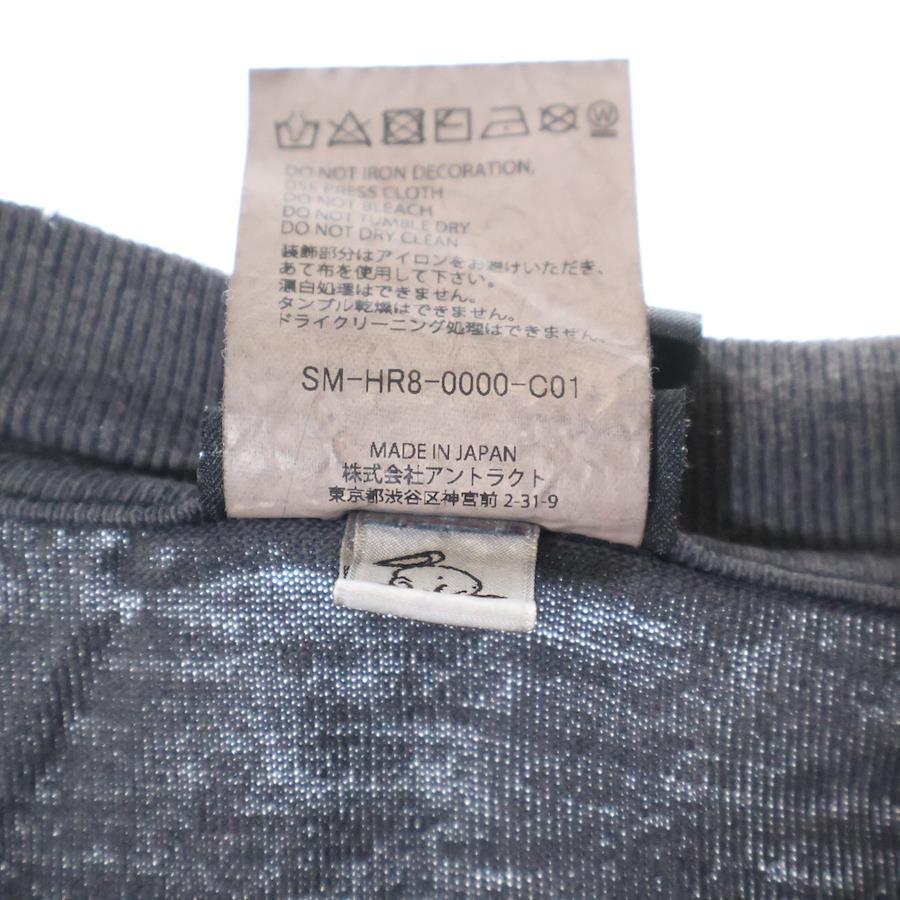 DO NOT IRON DECORATION,
USE PRESS CLOTH
DO NOT BLEACH
DO NOT TUMBLE DRY
DO NOT DRY CLEAN
装飾部分はアイロンをお避けいただき、
あて布を使用して下さい。
漂白処理はできません。
タンブル乾燥はできません。
ドライクリーニング処理はできません。
SM-HR8-0000-C01
MADE IN JAPAN
株式会社アントラクト
東京都渋谷区神宮前 2-31-9